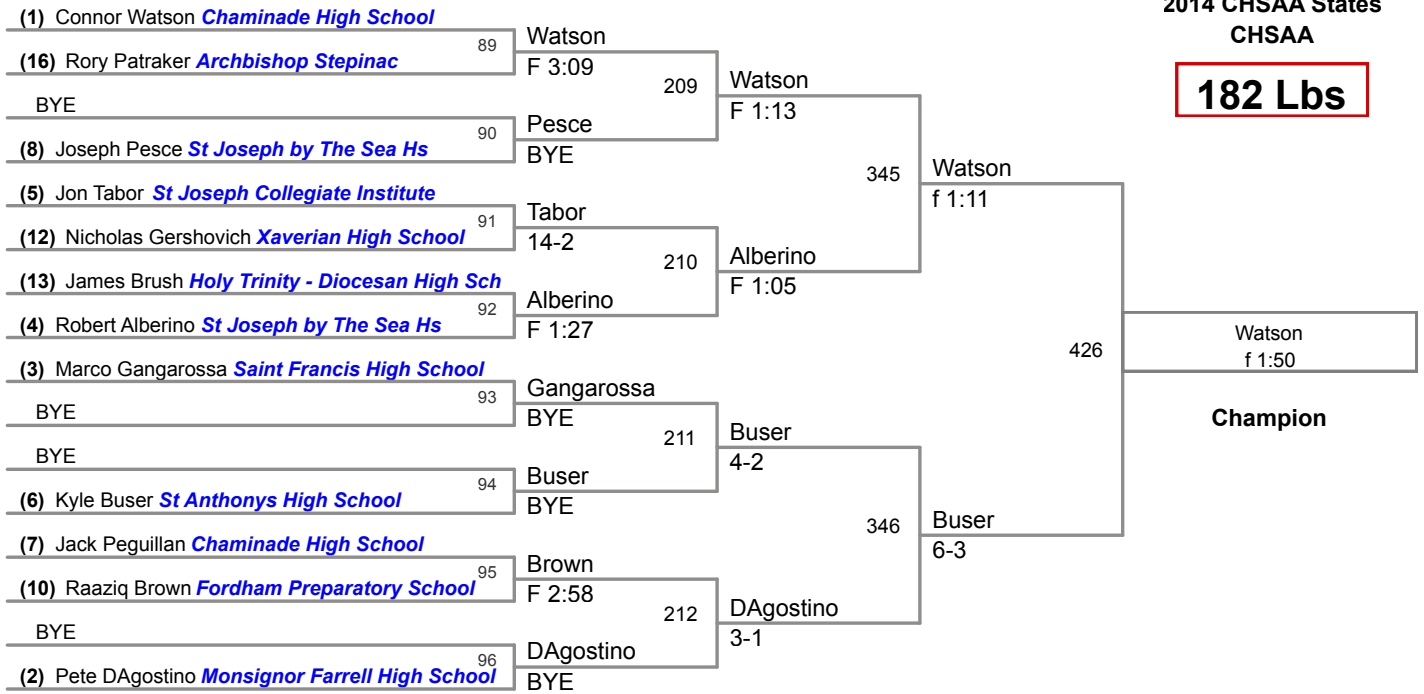 2014 CHSAA States
CHSAA
182 Lbs
(1) Connor Watson Chaminade High School
89
(16) Rory Patraker Archbishop Stepinac
BYE
90
(8) Joseph Pesce St Joseph by The Sea Hs
(5) Jon Tabor St Joseph Collegiate Institute
91
(12) Nicholas Gershovich Xaverian High School
(13) James Brush Holy Trinity - Diocesan High Sch
92
(4) Robert Alberino St Joseph by The Sea Hs
(3) Marco Gangarossa Saint Francis High School
93
BYE
BYE
94
(6) Kyle Buser St Anthonys High School
(7) Jack Peguillan Chaminade High School
95
(10) Raaziq Brown Fordham Preparatory School
BYE
96
(2) Pete DAgostino Monsignor Farrell High School
Watson
F 3:09
209
Pesce
BYE
Tabor
14-2
210
Alberino
F 1:27
Gangarossa
BYE
211
Buser
BYE
Brown
F 2:58
212
DAgostino
BYE
Watson
F 1:13
345
Alberino
F 1:05
Buser
4-2
346
DAgostino
3-1
Watson
f 1:11
426
Buser
6-3
Watson
f 1:50
Champion